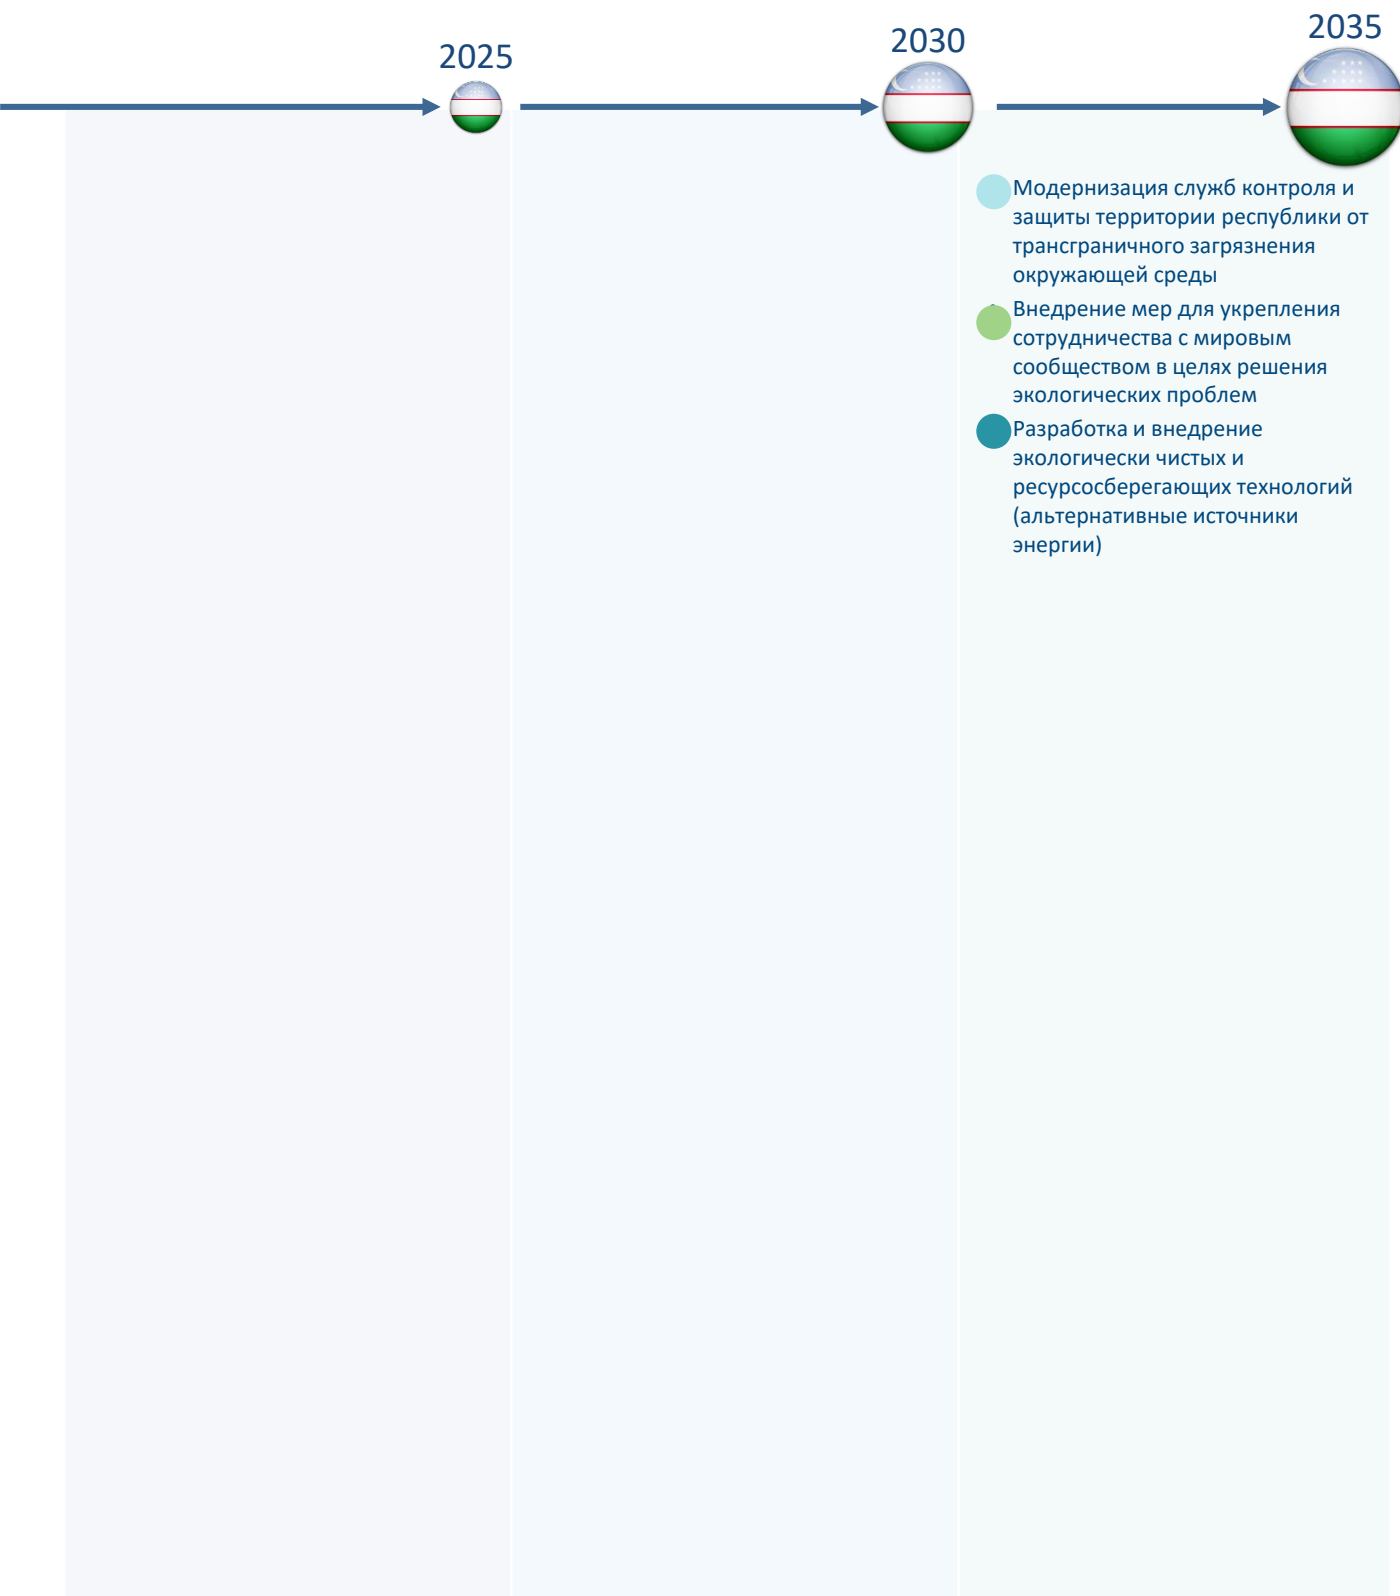 2025
2030
2035
Модернизация служб контроля и
защиты территории республики от
трансграничного загрязнения
окружающей среды
Внедрение мер для укрепления
сотрудничества с мировым
сообществом в целях решения
экологических проблем
Разработка и внедрение
экологически чистых и
ресурсосберегающих технологий
(альтернативные источники
энергии)